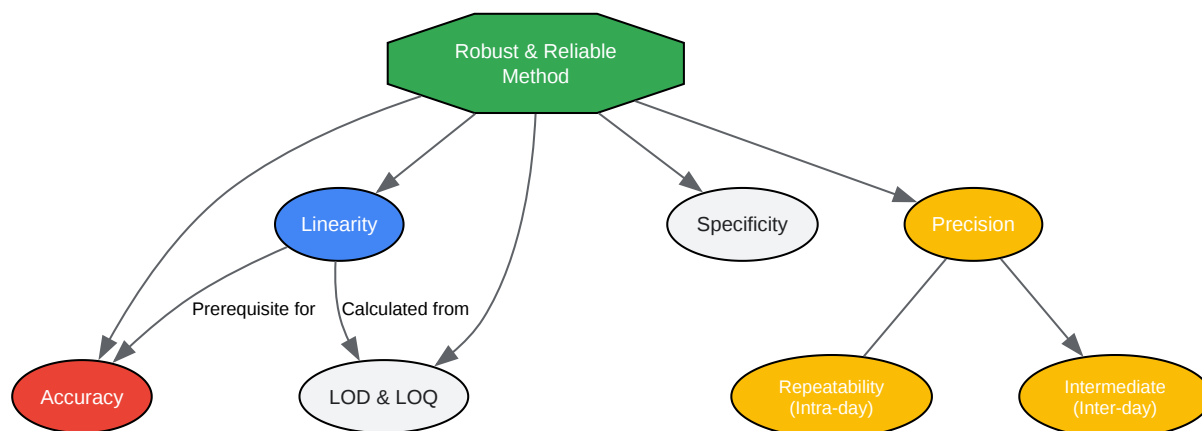 Robust & Reliable
Method
Linearity
Specificity
Precision
Prerequisite for
Calculated from
Accuracy
LOD & LOQ
Repeatability
(Intra-day)
Intermediate
(Inter-day)